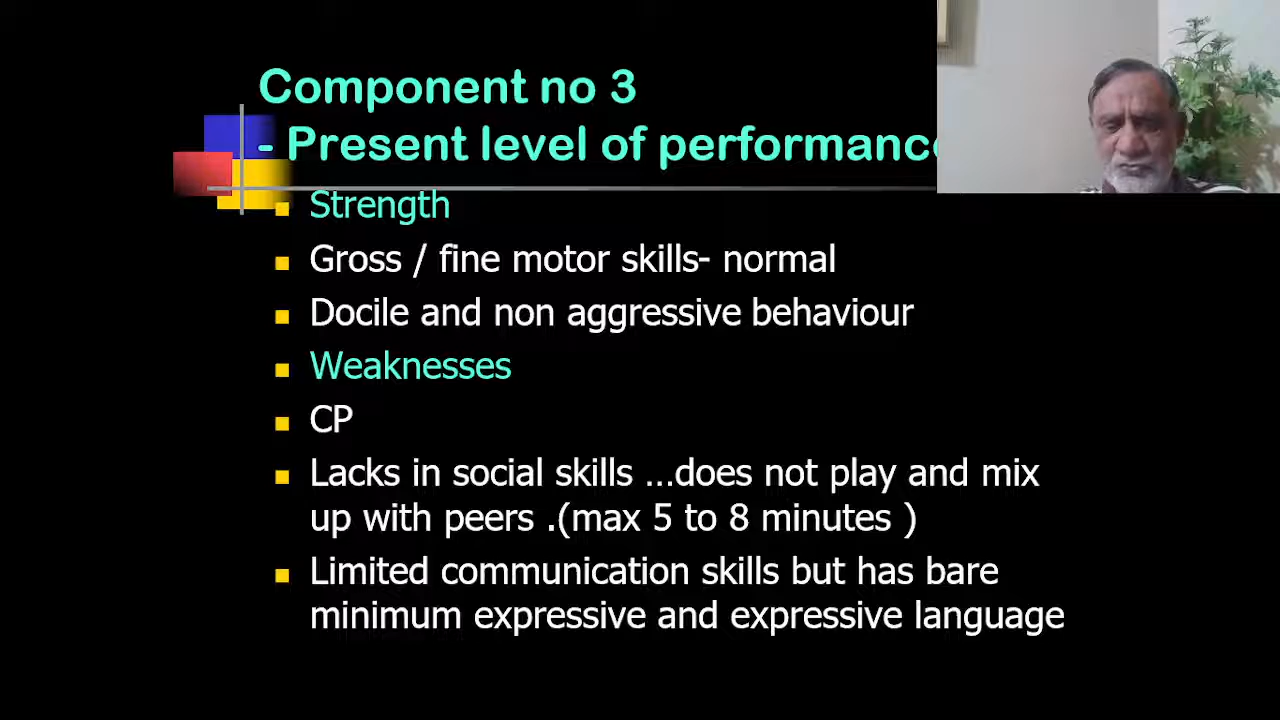 Component no 3
- Present level of performance
Strength
Gross / fine motor skills- normal
Docile and non aggressive behaviour
Weaknesses
CP
Lacks in social skills ...does not play and mix
up with peers .(max 5 to 8 minutes )
Limited communication skills but has bare
minimum expressive and expressive language